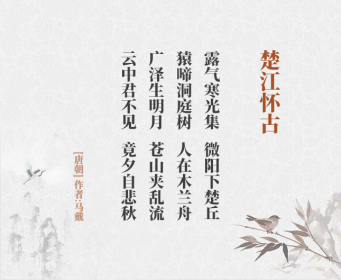 楚江怀古
露气寒光集 微阳下楚丘
猿啼洞庭树 人在木兰舟
广泽生明月 苍山夹乱流
云中君不见 竟夕自悲秋
[唐朝]作者:马戴